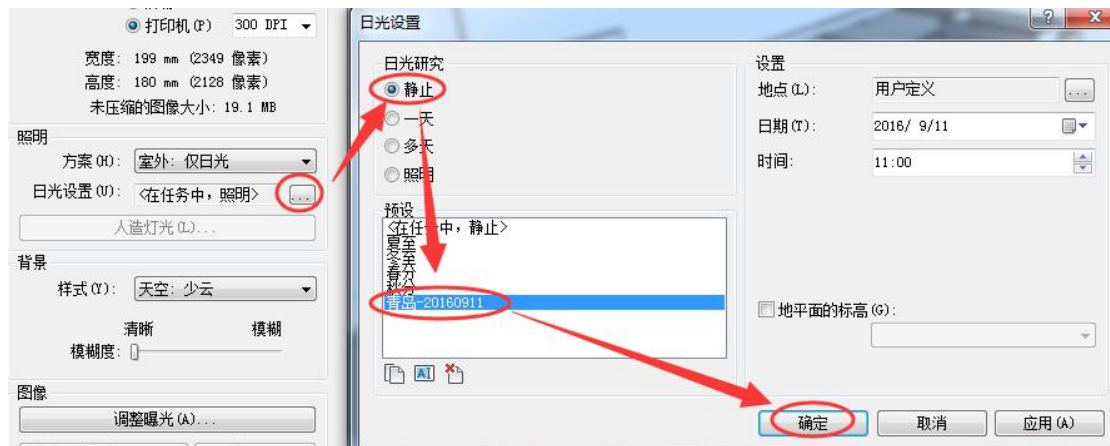 打印机(P) 300 DPI
宽度: 199 mm (2349 像素)
高度: 180 mm (2128 像素)
未压缩的图像大小: 19.1 MB
照明
方案(H): 室外: 仅日光
日光设置(U): <在任务中，照明> ...
人造灯光(L)...
背景
样式(Y): 天空: 少云
清晰 模糊
模糊度:
图像
调整曝光(A)...
日光设置
日光研究
静止
一天
多天
照明
预设
<在任务中，静止>
夏至
冬至
春分
秋分
青岛-20160911
设置
地点(L): 用户定义 ...
日期(T): 2016/ 9/11
时间: 11:00
地平面的标高(G):
确定 取消 应用(A)